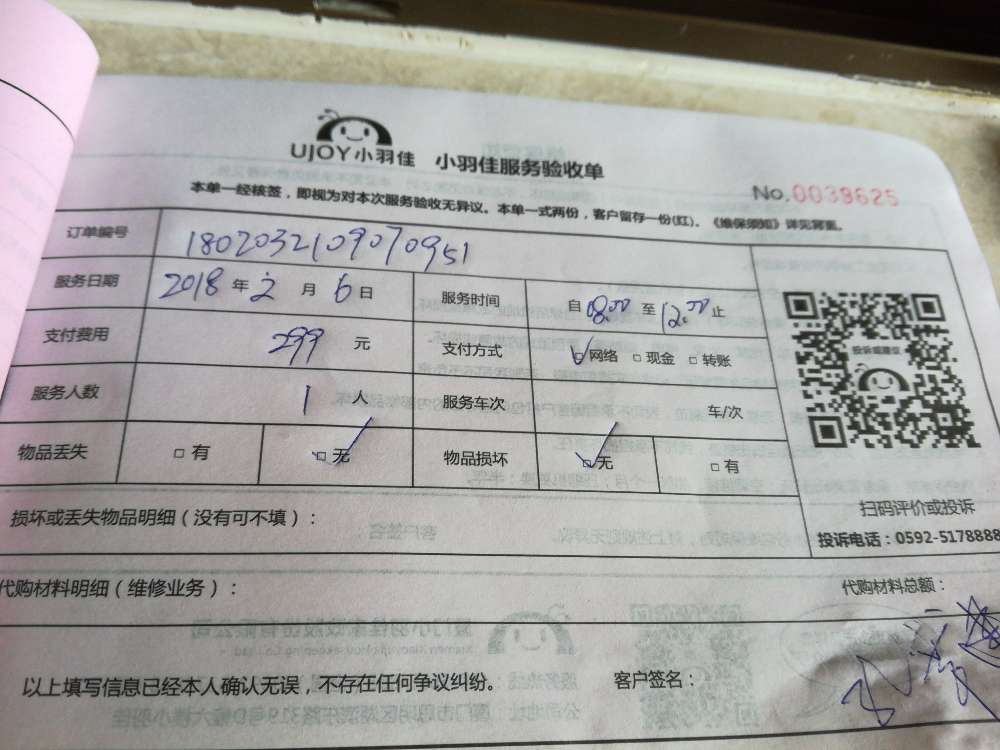 UJOY小羽佳 小羽佳服务验收单
No.0039625
本单一经核签，即视为对本次服务验收无异议。本单一式两份，客户留存一份(红)。《维保须知》详见背面。
订单编号 1802032109070951
服务日期 2018年2月6日 服务时间 自08:00至12:00止
支付费用 299元 支付方式 网络 现金 转账
投诉或建议
服务人数 1人 服务车次 车/次
物品丢失 有 无 物品损坏 无 有
扫码评价或投诉
损坏或丢失物品明细（没有可不填）：
投诉电话：0592-5178888
代购材料明细（维修业务）： 代购材料总额：
以上填写信息已经本人确认无误，不存在任何争议纠纷。 客户签名：